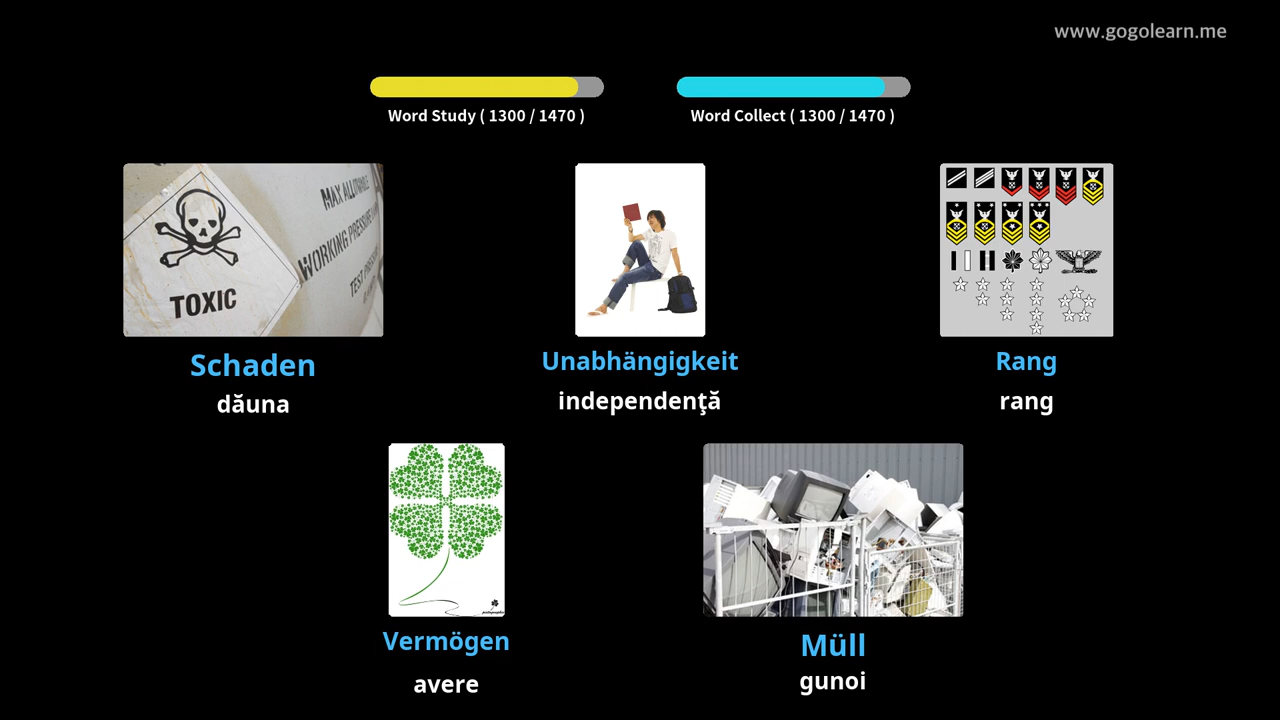 www.gogolearn.me
Word Study ( 1300 / 1470 )
Word Collect ( 1300 / 1470 )
MAX ALLOWABLE
WORKING PRESSURE
TEST PRESSURE
TOXIC
Schaden
dăuna
Unabhängigkeit
independenţă
Rang
rang
Vermögen
avere
Müll
gunoi